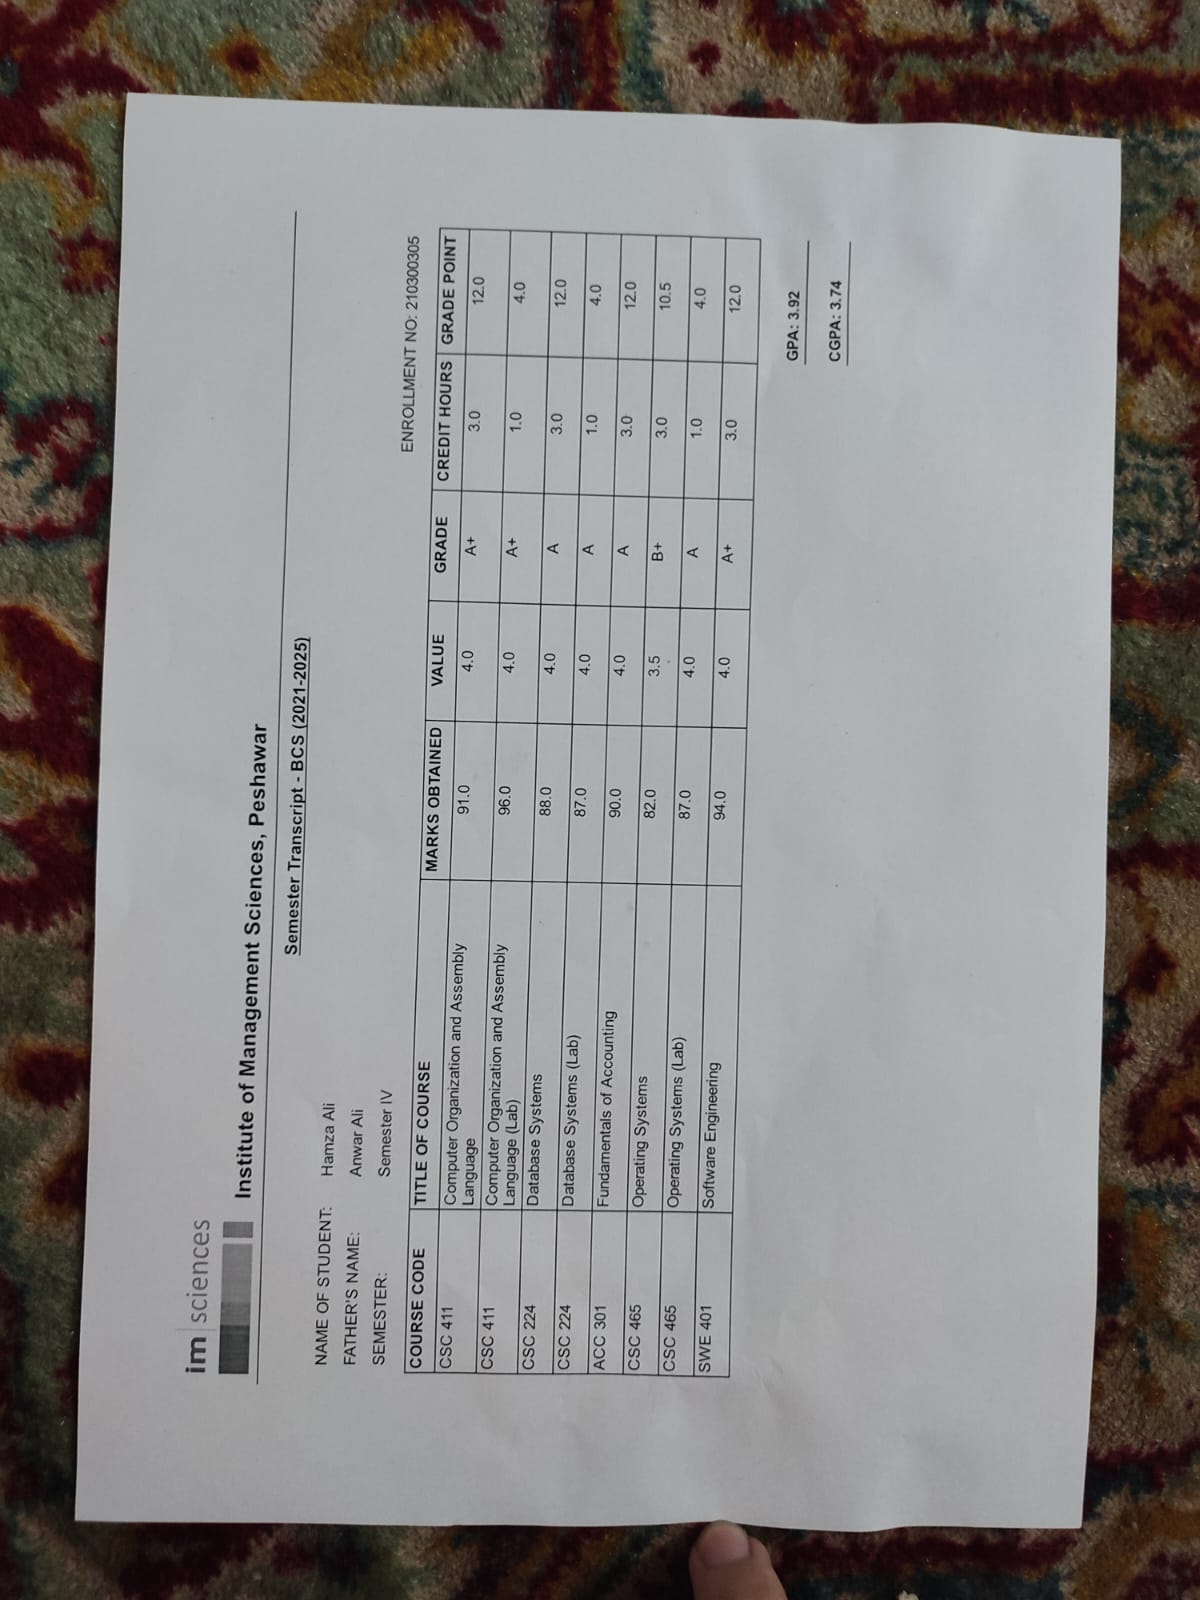 im sciences
Institute of Management Sciences, Peshawar
Semester Transcript - BCS (2021-2025)
NAME OF STUDENT: Hamza Ali
FATHER'S NAME: Anwar Ali
SEMESTER: Semester IV
ENROLLMENT NO: 210300305
COURSE CODE TITLE OF COURSE MARKS OBTAINED VALUE GRADE CREDIT HOURS GRADE POINT
CSC 411 Computer Organization and Assembly Language 91.0 4.0 A+ 3.0 12.0
CSC 411 Computer Organization and Assembly Language (Lab) 96.0 4.0 A+ 1.0 4.0
CSC 224 Database Systems 88.0 4.0 A 3.0 12.0
CSC 224 Database Systems (Lab) 87.0 4.0 A 1.0 4.0
ACC 301 Fundamentals of Accounting 90.0 4.0 A 3.0 12.0
CSC 465 Operating Systems 82.0 3.5 B+ 3.0 10.5
CSC 465 Operating Systems (Lab) 87.0 4.0 A 1.0 4.0
SWE 401 Software Engineering 94.0 4.0 A+ 3.0 12.0
GPA: 3.92
CGPA: 3.74